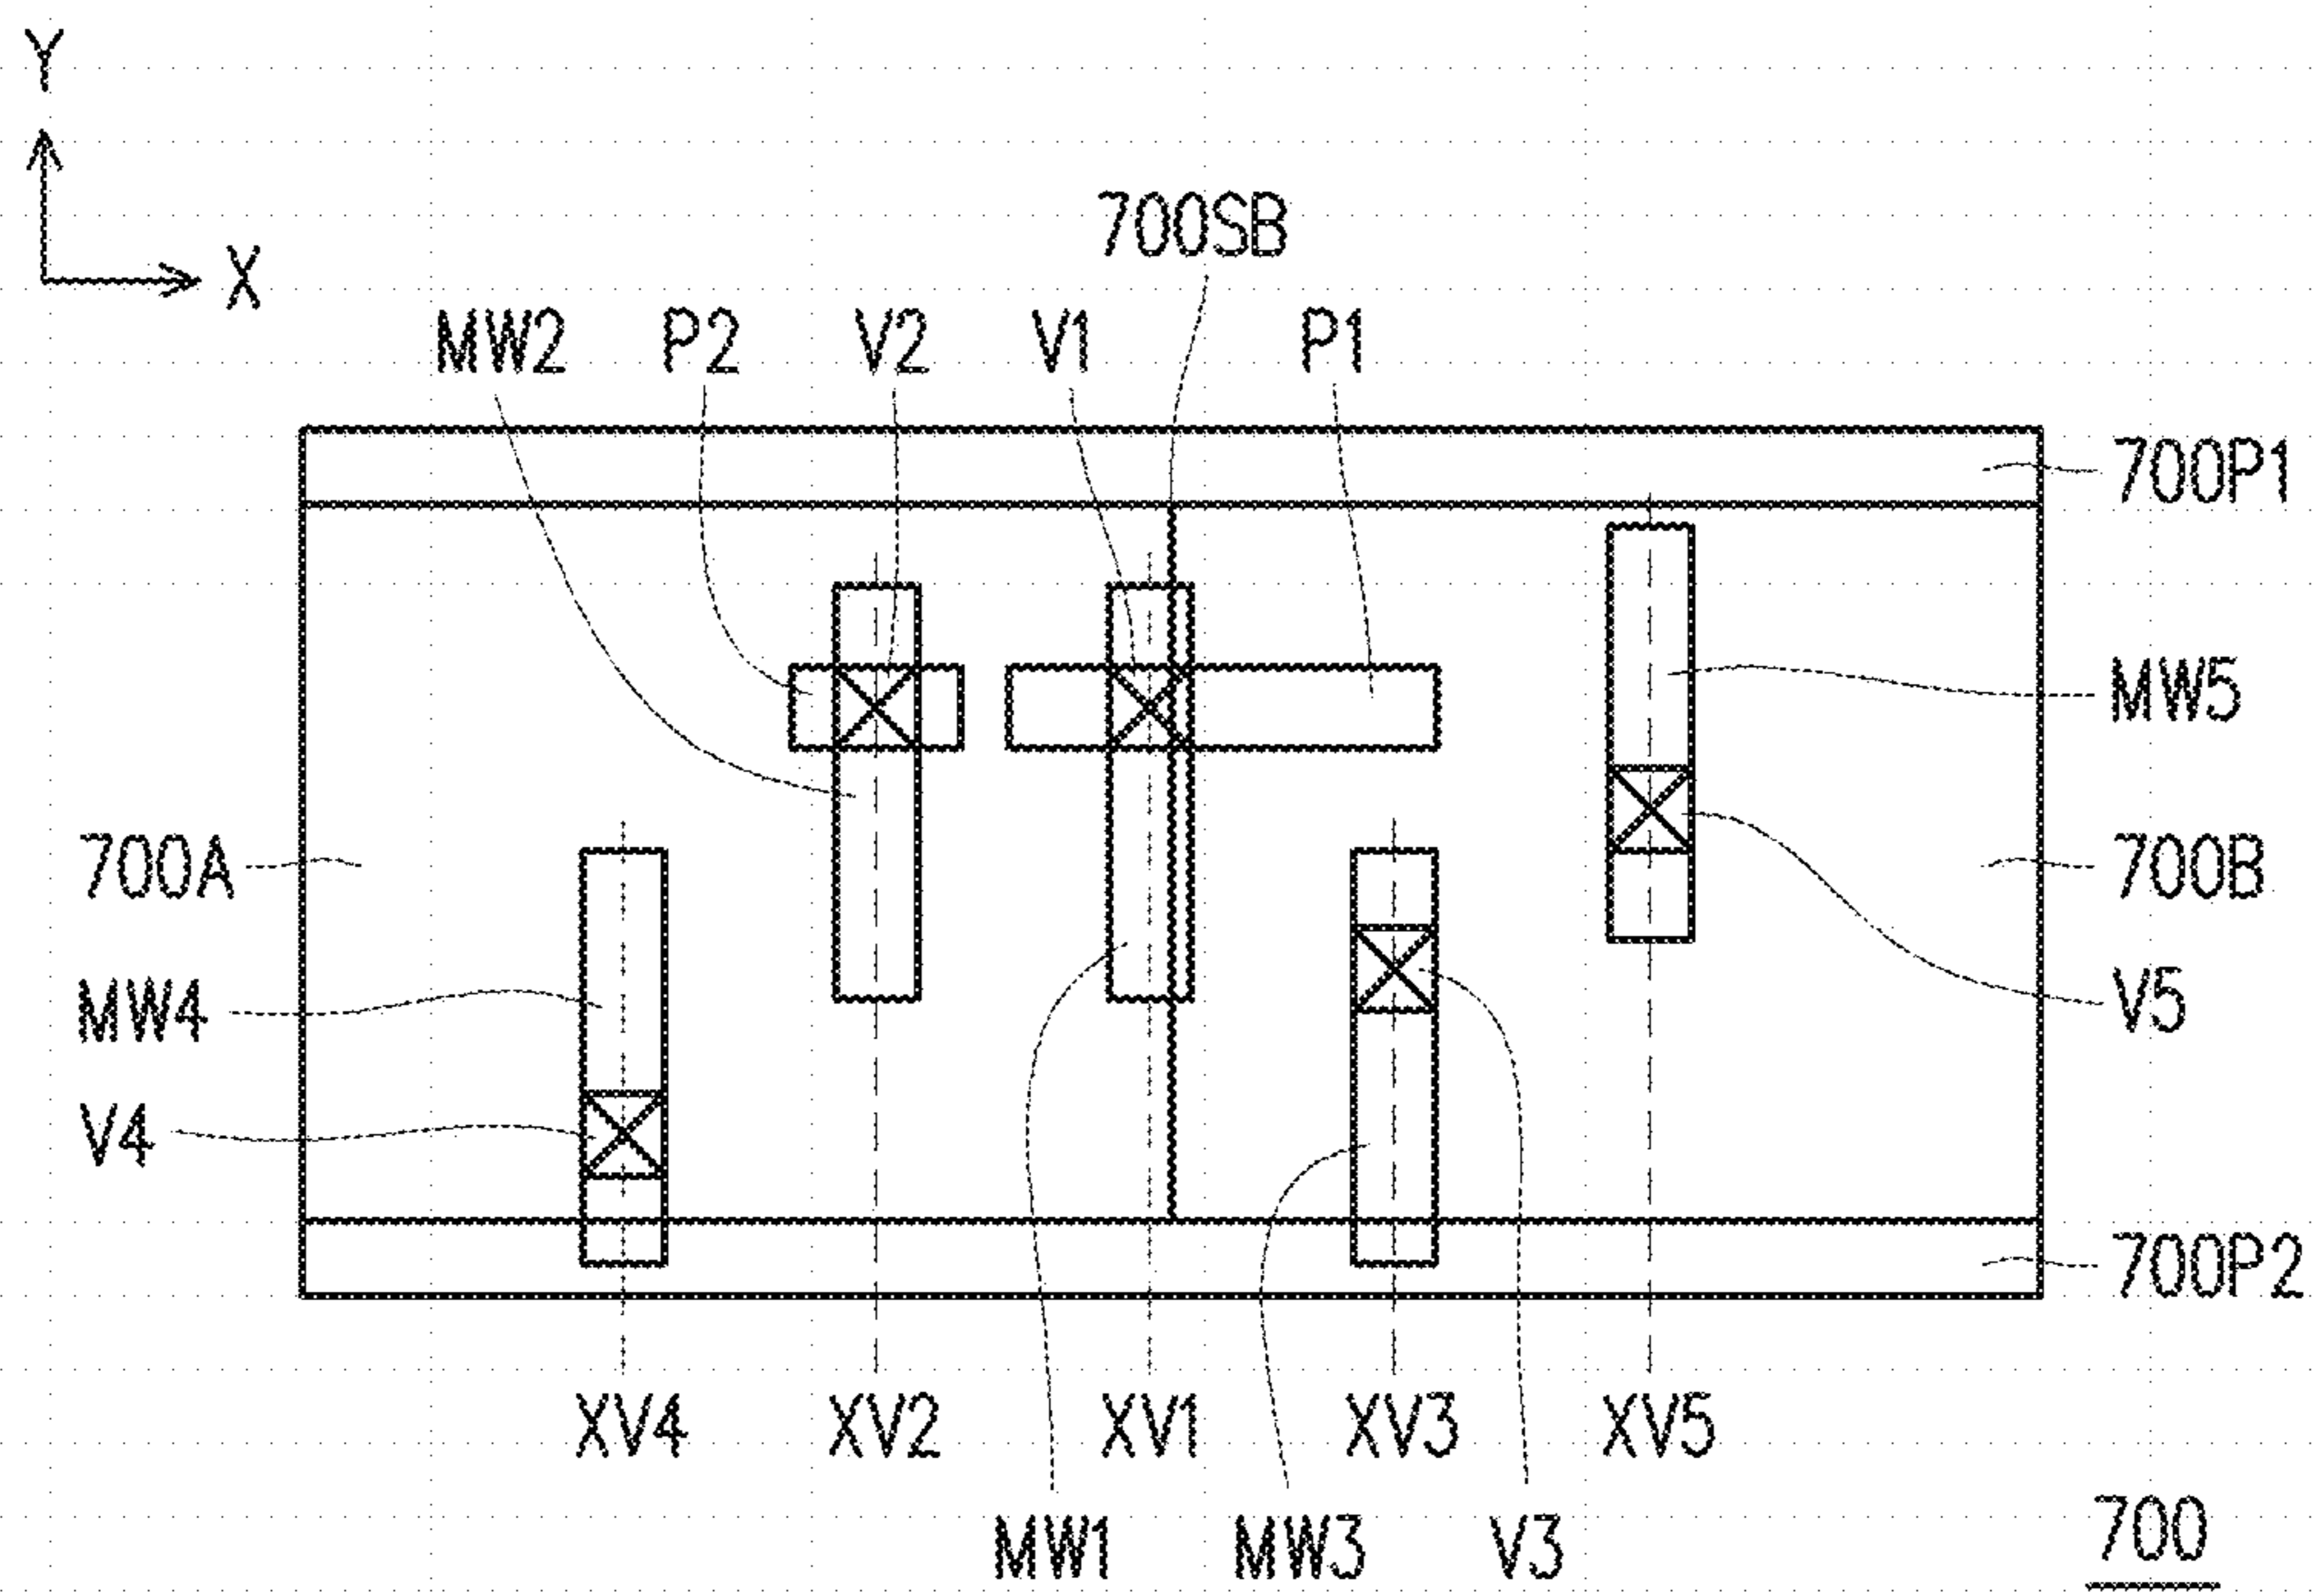 Y
X
700SB
MW2 P2 V2 V1 P1
700P1
MW5
700A 700B
MW4 V5
V4
700P2
XV4 XV2 XV1 XV3 XV5
MW1 MW3 V3
700